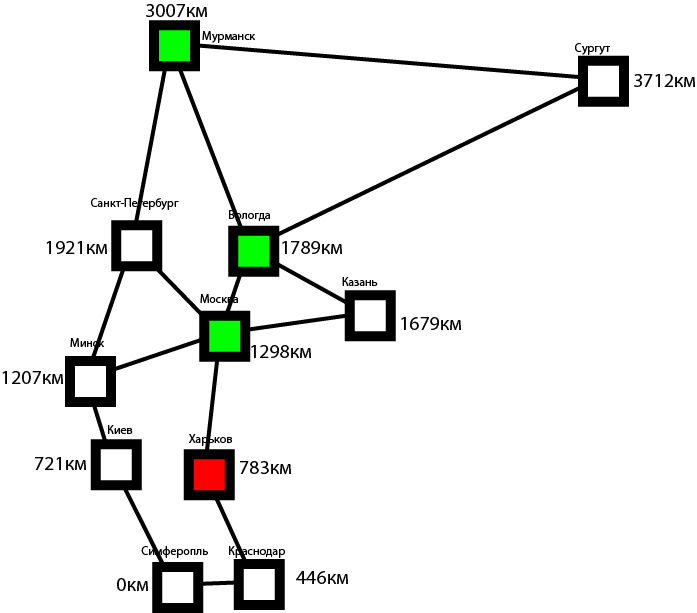 3007км
Мурманск
Сургут
3712км
Санкт-Петербург
1921км
Вологда
1789км
Казань
1679км
Москва
1298км
Минск
1207км
Киев
721км
Харьков
783км
Симферопль
0км
Краснодар
446км